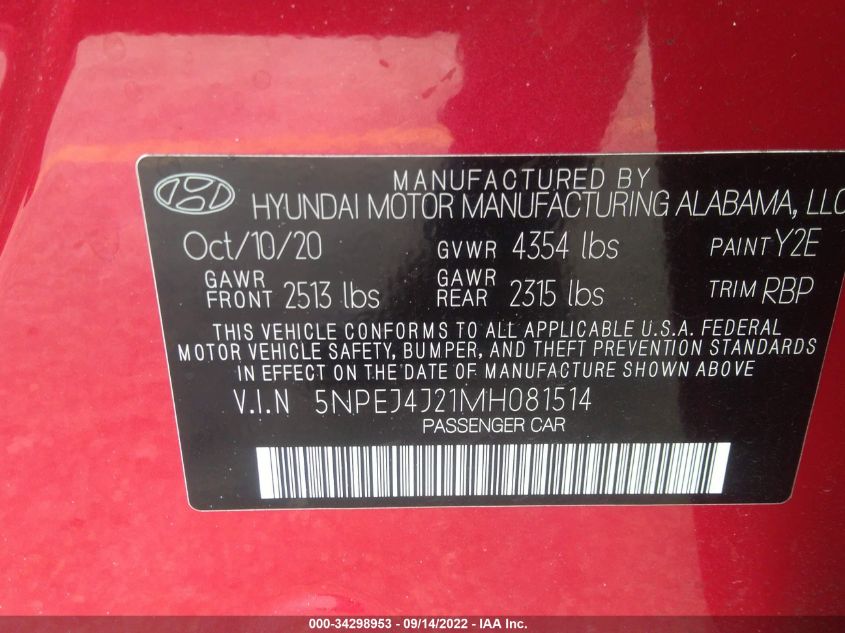 MANUFACTURED BY
HYUNDAI MOTOR MANUFACTURING ALABAMA, LLC
Oct/10/20 GVWR 4354 lbs PAINT Y2E
GAWR FRONT 2513 lbs GAWR REAR 2315 lbs TRIM RBP
THIS VEHICLE CONFORMS TO ALL APPLICABLE U.S.A. FEDERAL
MOTOR VEHICLE SAFETY, BUMPER, AND THEFT PREVENTION STANDARDS
IN EFFECT ON THE DATE OF MANUFACTURE SHOWN ABOVE
V.I.N 5NPEJ4J21MH081514
PASSENGER CAR
000-34298953 - 09/14/2022 - IAA Inc.